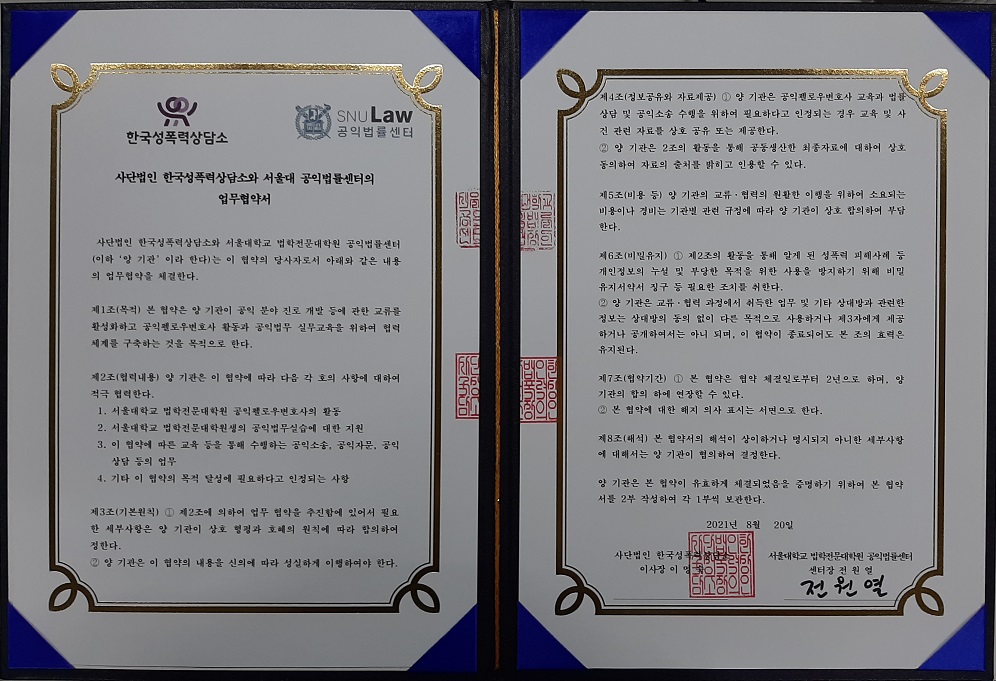 한국성폭력상담소
SNU Law
공익법률센터
사단법인 한국성폭력상담소와 서울대 공익법률센터의
업무협약서
사단법인 한국성폭력상담소와 서울대학교 법학전문대학원 공익법률센터
(이하 ‘양 기관’ 이라 한다)는 이 협약의 당사자로서 아래와 같은 내용
의 업무협약을 체결한다.
제1조(목적) 본 협약은 양 기관이 공익 분야 진로 개발 등에 관한 교류를
활성화하고 공익펠로우변호사 활동과 공익법무 실무교육을 위하여 협력
체계를 구축하는 것을 목적으로 한다.
제2조(협력내용) 양 기관은 이 협약에 따라 다음 각 호의 사항에 대하여
적극 협력한다.
1. 서울대학교 법학전문대학원 공익펠로우변호사의 활동
2. 서울대학교 법학전문대학원생의 공익법무실습에 대한 지원
3. 이 협약에 따른 교육 등을 통해 수행하는 공익소송, 공익자문, 공익
상담 등의 업무
4. 기타 이 협약의 목적 달성에 필요하다고 인정되는 사항
제3조(기본원칙) ① 제2조에 의하여 업무 협약을 추진함에 있어서 필요
한 세부사항은 양 기관이 상호 평등과 호혜의 원칙에 따라 합의하여
정한다.
② 양 기관은 이 협약의 내용을 신의에 따라 성실하게 이행하여야 한다.
제4조(정보공유와 자료제공) ① 양 기관은 공익펠로우변호사 교육과 법률
상담 및 공익소송 수행을 위하여 필요하다고 인정되는 경우 교육 및 사
건 관련 자료를 상호 공유 또는 제공한다.
② 양 기관은 2조의 활동을 통해 공동생산한 최종자료에 대하여 상호
동의하여 자료의 출처를 밝히고 인용할 수 있다.
제5조(비용 등) 양 기관의 교류·협력의 원활한 이행을 위하여 소요되는
비용이나 경비는 기관별 관련 규정에 따라 양 기관이 상호 합의하여 부담
한다.
제6조(비밀유지) ① 제2조의 활동을 통해 알게 된 성폭력 피해사례 등
개인정보의 누설 및 부당한 목적을 위한 사용을 방지하기 위해 비밀
유지서약서 징구 등 필요한 조치를 취한다.
② 양 기관은 교류·협력 과정에서 취득한 업무 및 기타 상대방과 관련한
정보는 상대방의 동의 없이 다른 목적으로 사용하거나 제3자에게 제공
하거나 공개하여서는 아니 되며, 이 협약이 종료되어도 본 조의 효력은
유지된다.
제7조(협약기간) ① 본 협약은 협약 체결일로부터 2년으로 하며, 양
기관의 합의 하에 연장할 수 있다.
② 본 협약에 대한 해지 의사 표시는 서면으로 한다.
제8조(해석) 본 협약서의 해석이 상이하거나 명시되지 아니한 세부사항
에 대해서는 양 기관이 협의하여 결정한다.
양 기관은 본 협약이 유효하게 체결되었음을 증명하기 위하여 본 협약
서를 2부 작성하여 각 1부씩 보관한다.
2021년 8월 20일
사단법인 한국성폭력상담소
이사장 이
서울대학교 법학전문대학원 공익법률센터
센터장 전 원 열
전 원 열